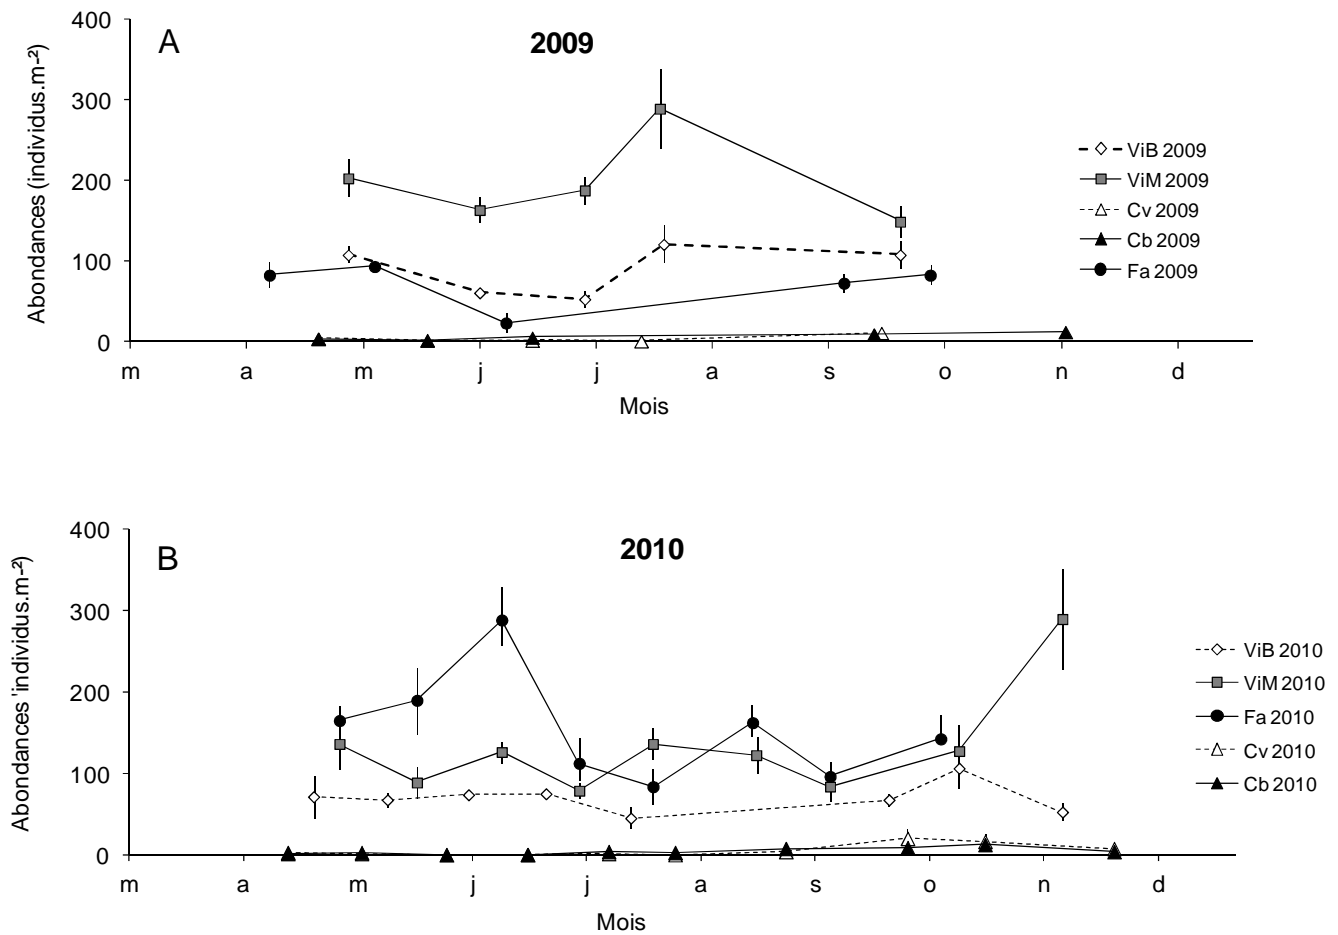 A
2009
Abondances (individus.m-²)
400
300
200
100
0
m a m j j a s o n d
Mois
ViB 2009
ViM 2009
Cv 2009
Cb 2009
Fa 2009
B
2010
Abondances 'individus.m-²)
400
300
200
100
0
m a m j j a s o n d
Mois
ViB 2010
ViM 2010
Fa 2010
Cv 2010
Cb 2010